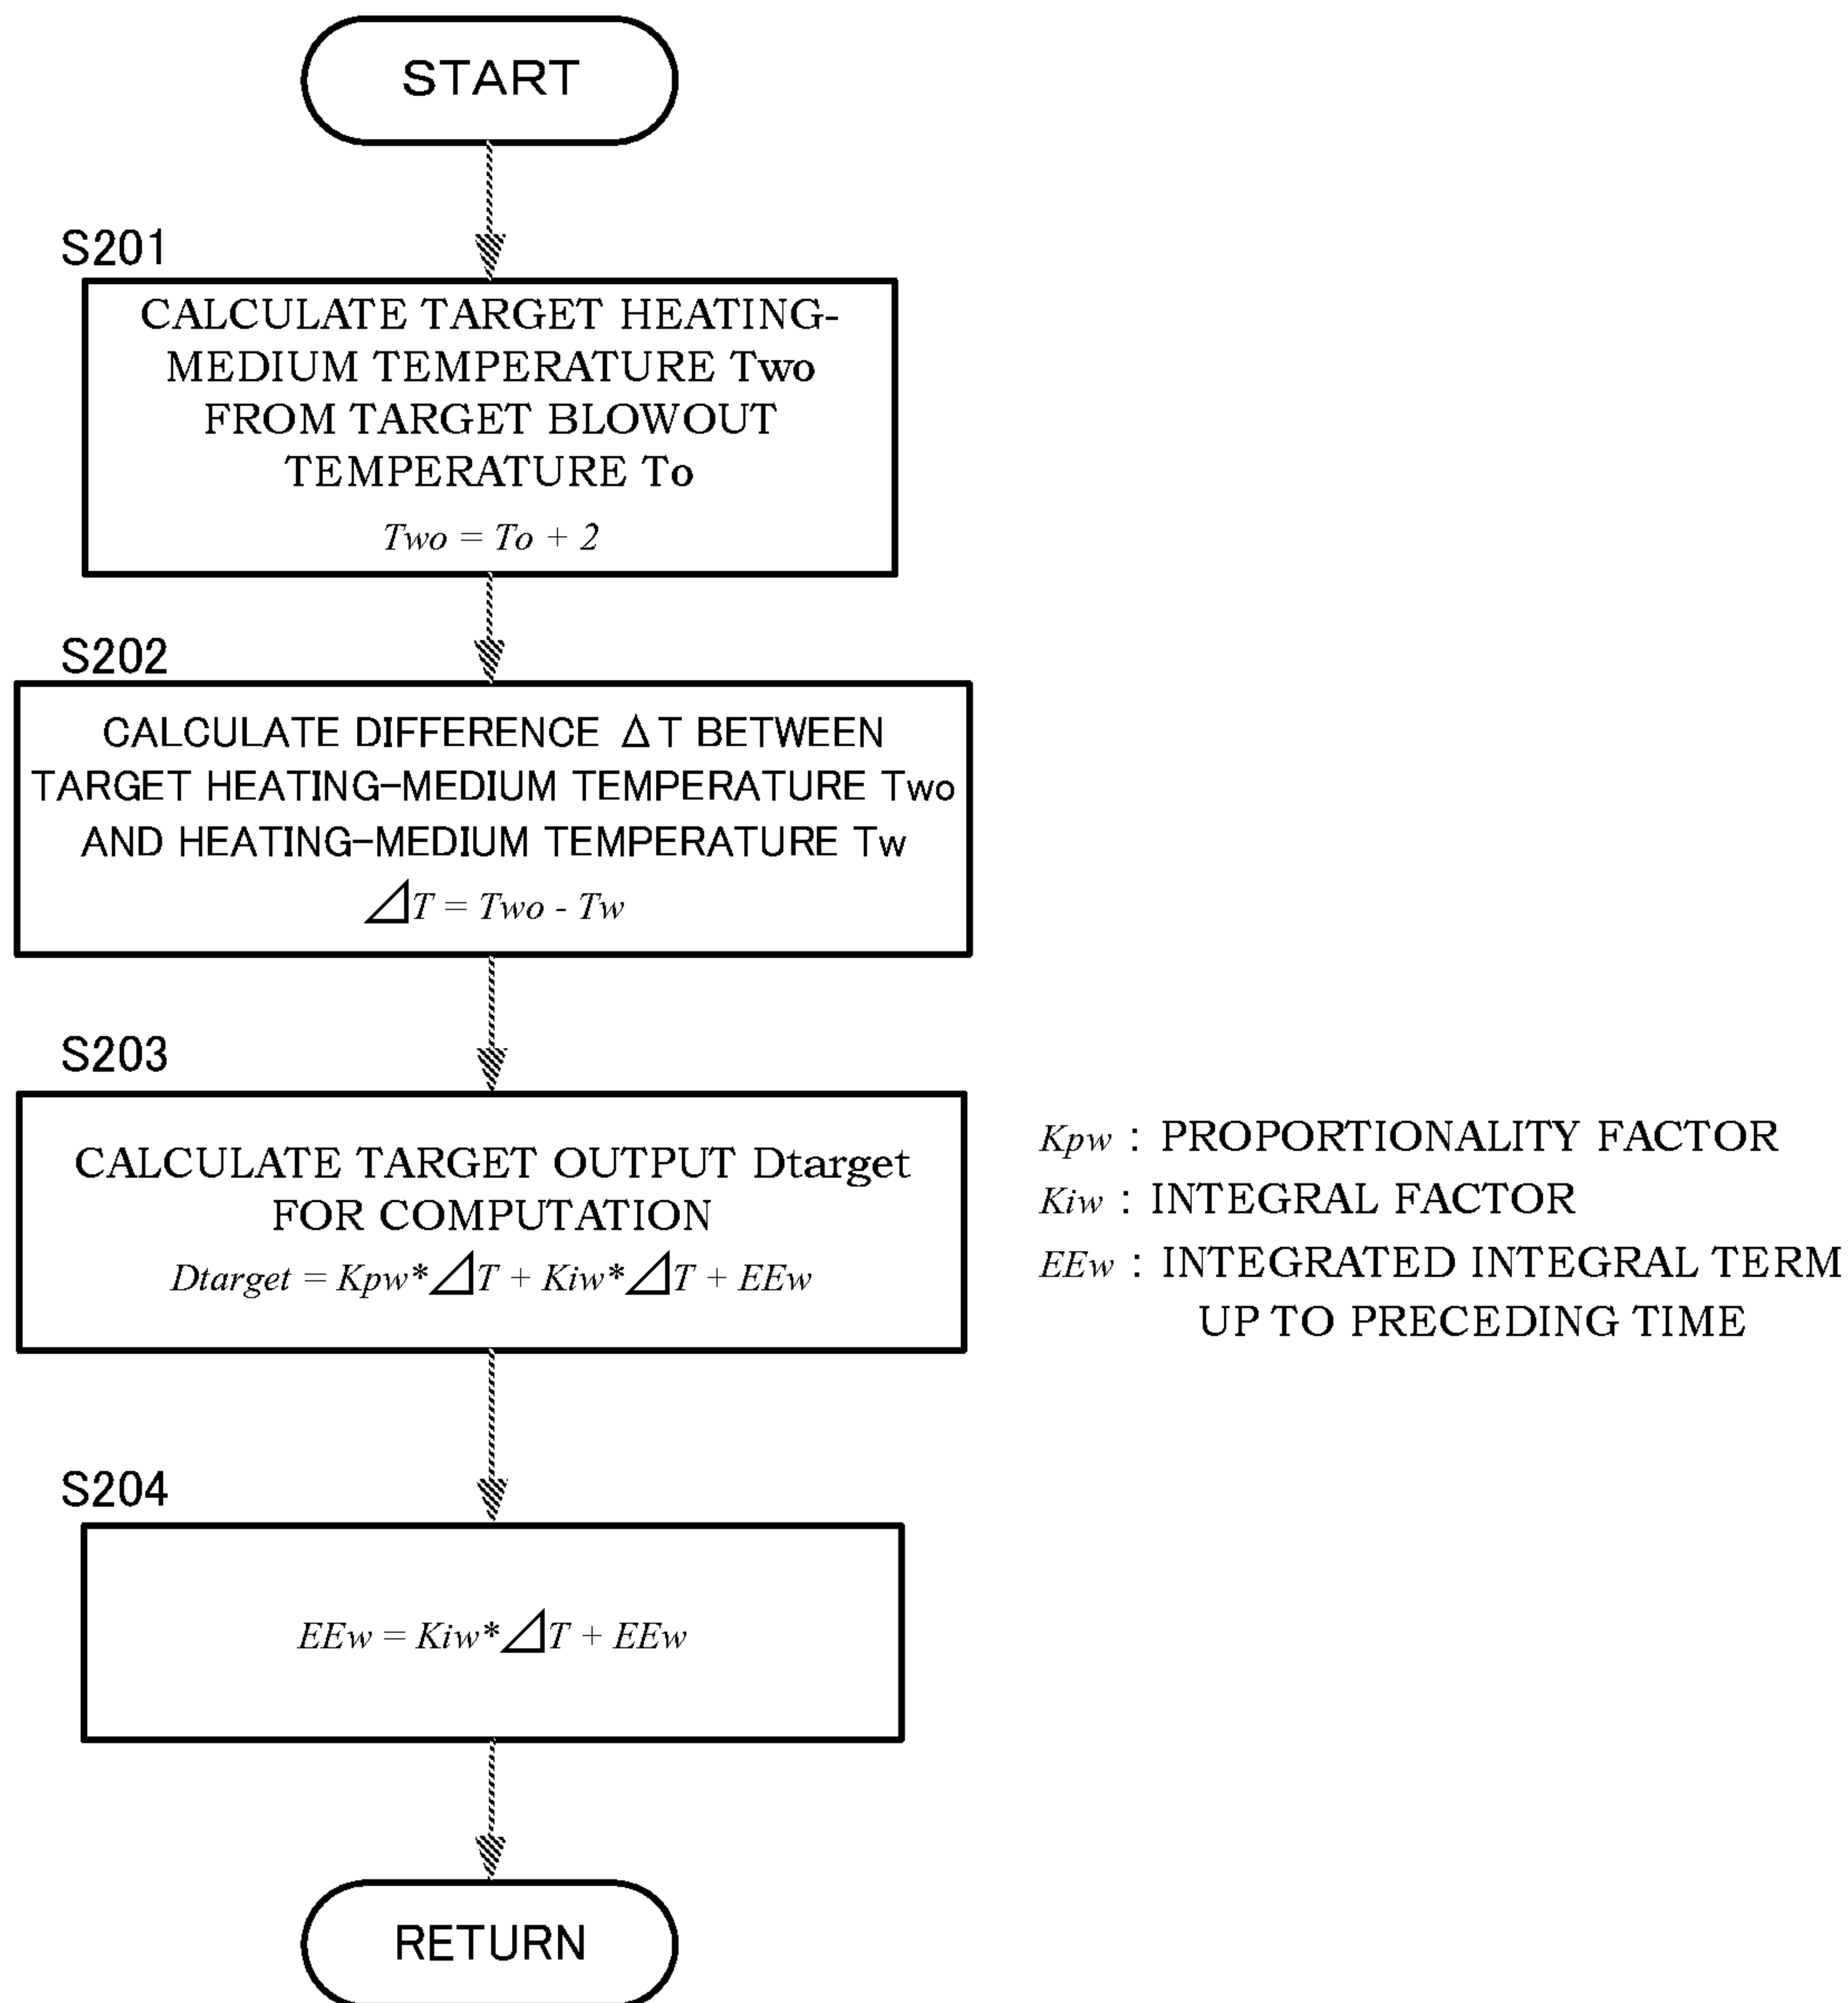 START
S201
CALCULATE TARGET HEATING-
MEDIUM TEMPERATURE Two
FROM TARGET BLOWOUT
TEMPERATURE To
Two = To + 2
S202
CALCULATE DIFFERENCE ΔT BETWEEN
TARGET HEATING-MEDIUM TEMPERATURE Two
AND HEATING-MEDIUM TEMPERATURE Tw
⊿T = Two - Tw
S203
CALCULATE TARGET OUTPUT Dtarget
FOR COMPUTATION
Dtarget = Kpw*⊿T + Kiw*⊿T + EEw
Kpw : PROPORTIONALITY FACTOR
Kiw : INTEGRAL FACTOR
EEw : INTEGRATED INTEGRAL TERM
UP TO PRECEDING TIME
S204
EEw = Kiw*⊿T + EEw
RETURN